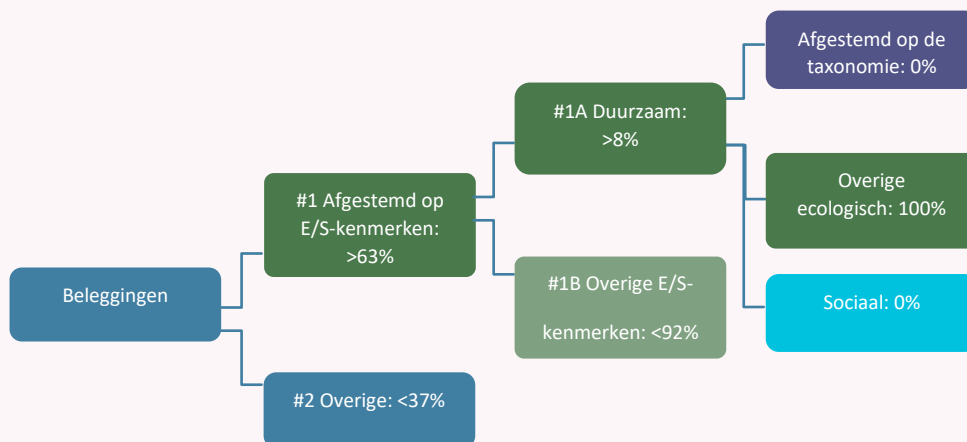 Beleggingen
#1 Afgestemd op
E/S-kenmerken:
>63%
#2 Overige: <37%
#1A Duurzaam:
>8%
#1B Overige E/S-
kenmerken: <92%
Afgestemd op de
taxonomie: 0%
Overige
ecologisch: 100%
Sociaal: 0%